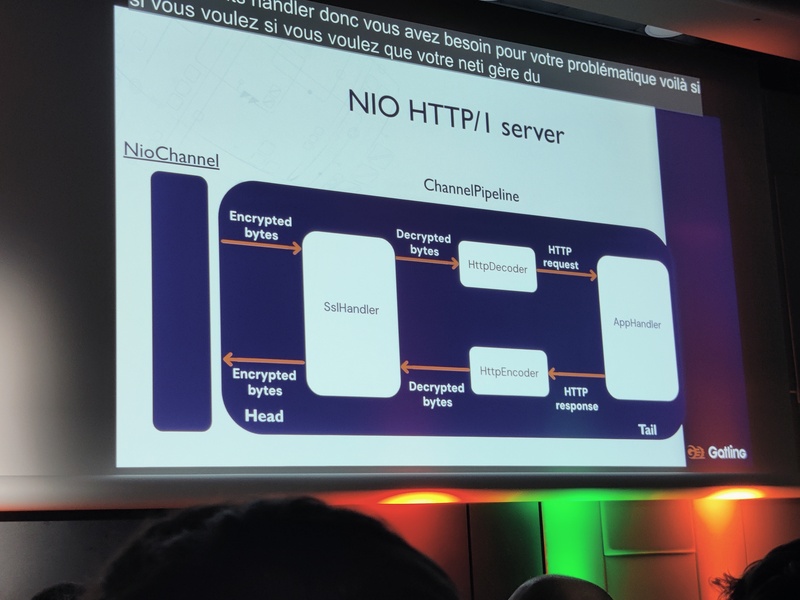 handler donc vous avez besoin pour votre problématique voilà si
si vous voulez si vous voulez que votre neti gère du
NIO HTTP/1 server
NioChannel
ChannelPipeline
Encrypted
bytes
Decrypted
bytes
HTTP
request
HttpDecoder
SslHandler
AppHandler
HttpEncoder
Encrypted
bytes
Decrypted
bytes
HTTP
response
Head
Tail
Gatling